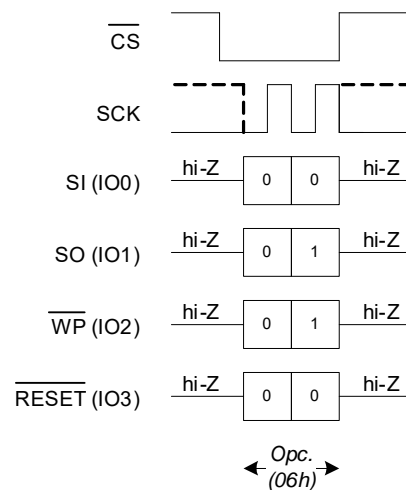 CS
SCK
hi-Z hi-Z
SI (IO0) 0 0
hi-Z hi-Z
SO (IO1) 0 1
hi-Z hi-Z
WP (IO2) 0 1
hi-Z hi-Z
RESET (IO3) 0 0
Opc.
(06h)